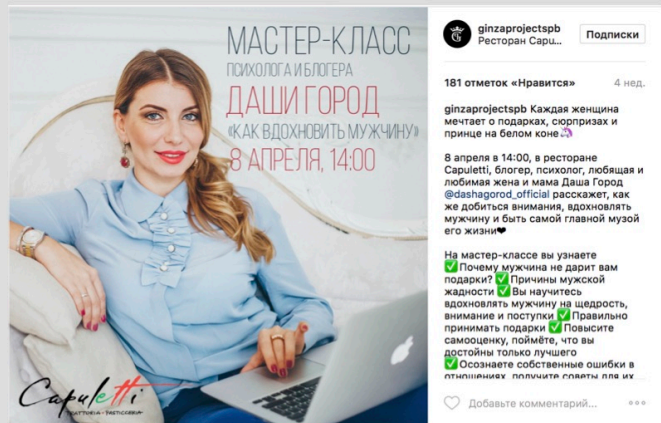 МАСТЕР-КЛАСС
ПСИХОЛОГА И БЛОГЕРА
ДАШИ ГОРОД
«КАК ВДОХНОВИТЬ МУЖЧИНУ»
8 АПРЕЛЯ, 14:00
Capuletti
TRATTORIA - PASTICCERIA
ginzaprojectspb
Ресторан Capu...
Подписки
181 отметок «Нравится»
4 нед.
ginzaprojectspb Каждая женщина
мечтает о подарках, сюрпризах и
принце на белом коне🦄
8 апреля в 14:00, в ресторане
Capuletti, блогер, психолог, любящая и
любимая жена и мама Даша Город
@dashagorod_official расскажет, как
же добиться внимания, вдохновлять
мужчину и быть самой главной музой
его жизни❤
На мастер-классе вы узнаете
✅Почему мужчина не дарит вам
подарки? ✅Причины мужской
жадности ✅Вы научитесь
вдохновлять мужчину на щедрость,
внимание и поступки ✅Правильно
принимать подарки ✅Повысите
самооценку, поймёте, что вы
достойны только лучшего
✅Осознаете собственные ошибки в
отношениях, получите советы для их
Добавьте комментарий...